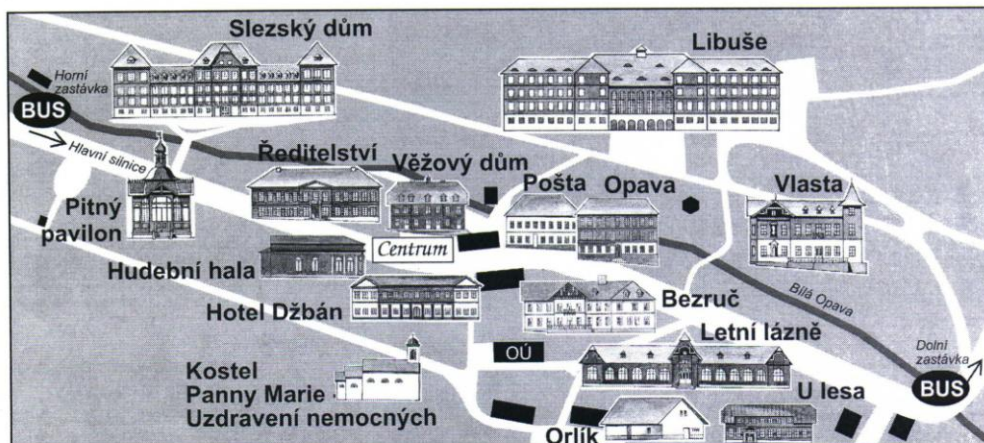 Slezský dům
Libuše
Horní
zastávka
BUS
Hlavní silnice
Ředitelství
Věžový dům
Pošta
Opava
Vlasta
Pitný
pavilon
Centrum
Hudební hala
Hotel Džbán
Bezruč
Bílá Opava
Letní lázně
OÚ
Dolní
zastávka
BUS
Kostel
Panny Marie
Uzdravení nemocných
U lesa
Orlík